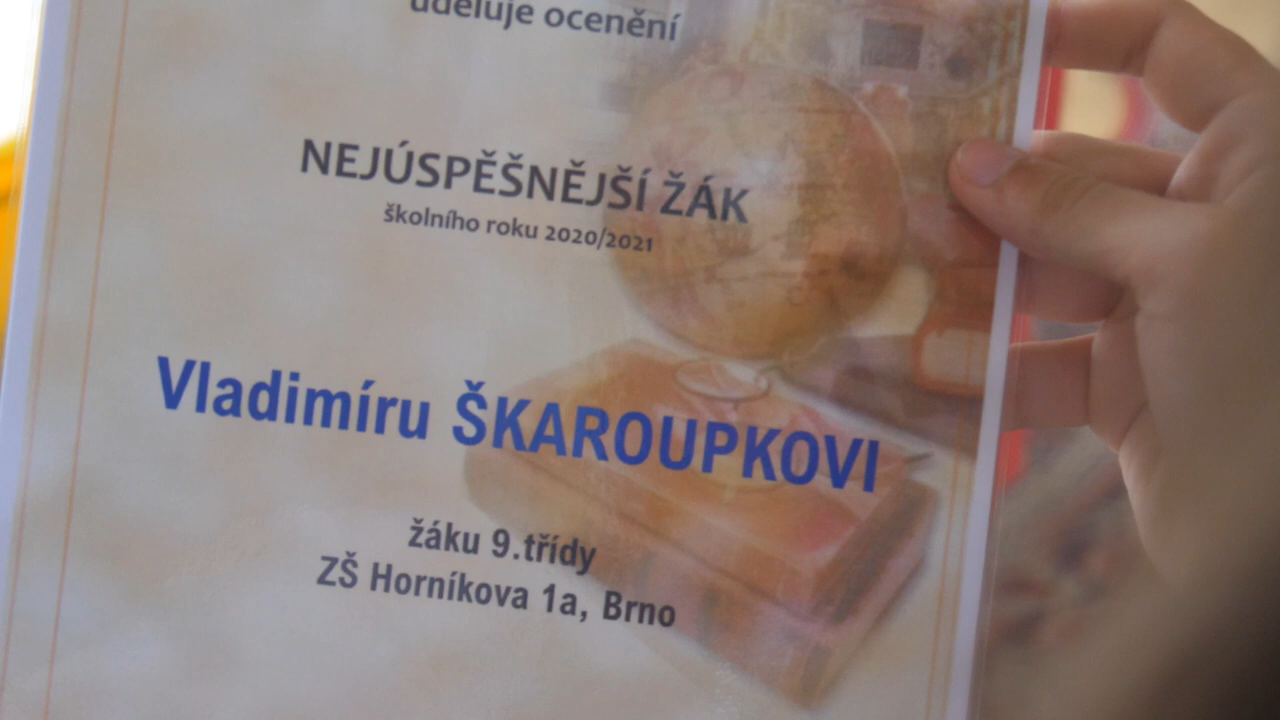 uděluje ocenění
NEJÚSPĚŠNĚJŠÍ ŽÁK
školního roku 2020/2021
Vladimíru ŠKAROUPKOVI
žáku 9.třídy
ZŠ Horníkova 1a, Brno